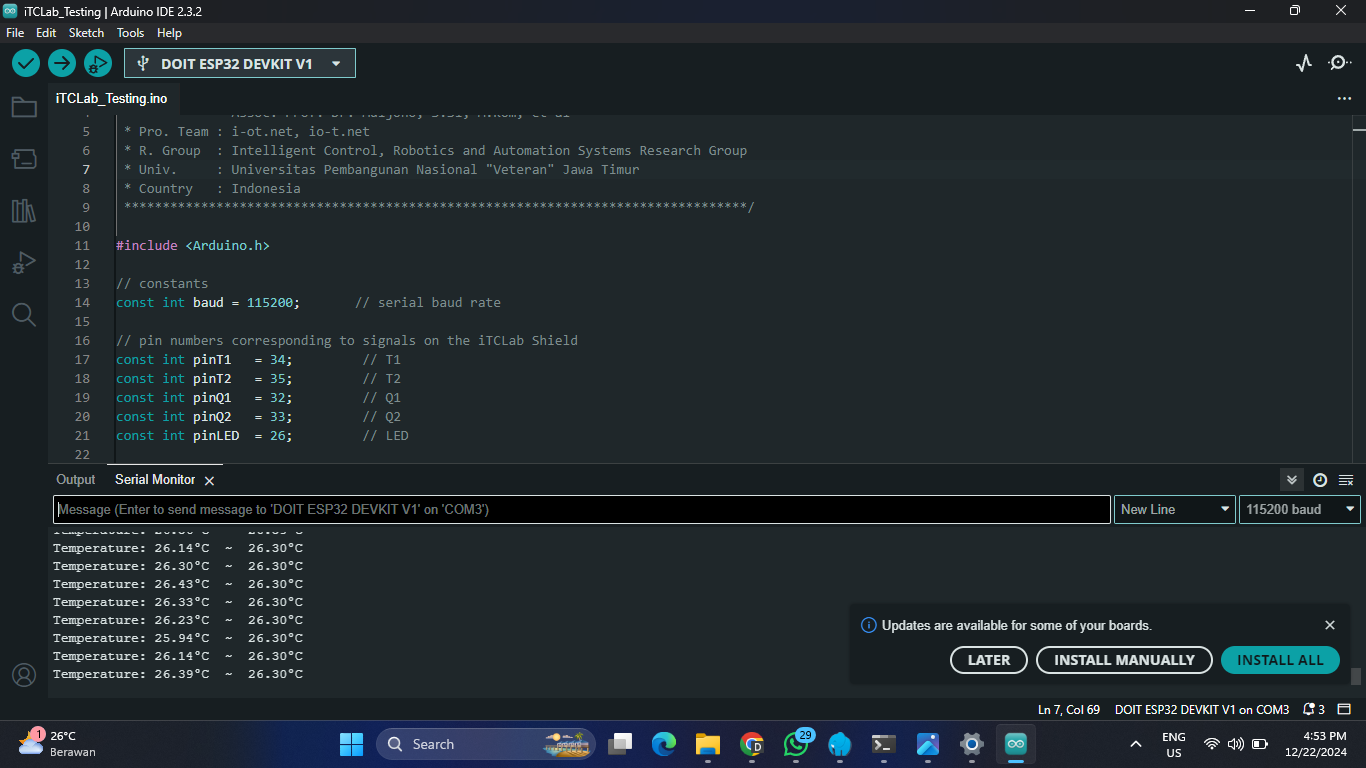 iTCLab_Testing | Arduino IDE 2.3.2
File Edit Sketch Tools Help
DOIT ESP32 DEVKIT V1
iTCLab_Testing.ino
5 * Pro. Team : i-ot.net, io-t.net
6 * R. Group : Intelligent Control, Robotics and Automation Systems Research Group
7 * Univ. : Universitas Pembangunan Nasional "Veteran" Jawa Timur
8 * Country : Indonesia
9 *********************************************************************************/
10
11 #include <Arduino.h>
12
13 // constants
14 const int baud = 115200; // serial baud rate
15
16 // pin numbers corresponding to signals on the iTCLab Shield
17 const int pinT1 = 34; // T1
18 const int pinT2 = 35; // T2
19 const int pinQ1 = 32; // Q1
20 const int pinQ2 = 33; // Q2
21 const int pinLED = 26; // LED
22
Output Serial Monitor
Message (Enter to send message to 'DOIT ESP32 DEVKIT V1' on 'COM3')
New Line
115200 baud
Temperature: 26.14°C ~ 26.30°C
Temperature: 26.30°C ~ 26.30°C
Temperature: 26.43°C ~ 26.30°C
Temperature: 26.33°C ~ 26.30°C
Temperature: 26.23°C ~ 26.30°C
Temperature: 25.94°C ~ 26.30°C
Temperature: 26.14°C ~ 26.30°C
Temperature: 26.39°C ~ 26.30°C
Updates are available for some of your boards.
LATER INSTALL MANUALLY INSTALL ALL
Ln 7, Col 69 DOIT ESP32 DEVKIT V1 on COM3 3
1
26°C
Berawan
Search
D
29
ENG
US
4:53 PM
12/22/2024